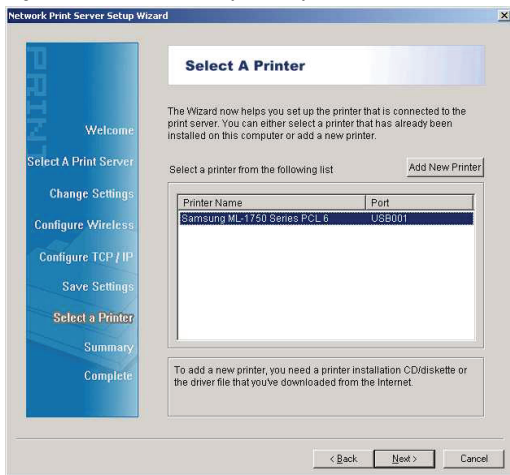 Network Print Server Setup Wizard
PRINT
Select A Printer
The Wizard now helps you set up the printer that is connected to the
print server. You can either select a printer that has already been
installed on this computer or add a new printer.
Select a printer from the following list
Add New Printer
Printer Name Port
Samsung ML-1750 Series PCL 6 USB001
To add a new printer, you need a printer installation CD/diskette or
the driver file that you've downloaded from the Internet.
Welcome
Select A Print Server
Change Settings
Configure Wireless
Configure TCP / IP
Save Settings
Select a Printer
Summary
Complete
< Back
Next >
Cancel